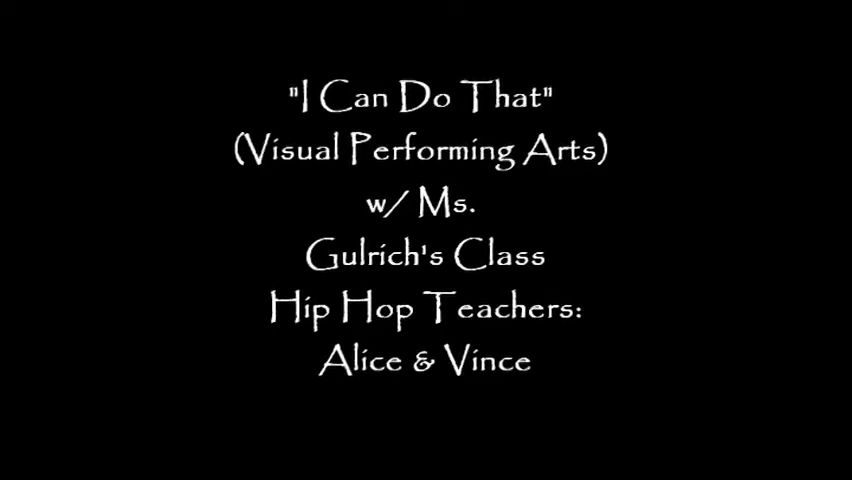 "I Can Do That"
(Visual Performing Arts)
w/ Ms.
Gulrich's Class
Hip Hop Teachers:
Alice & Vince